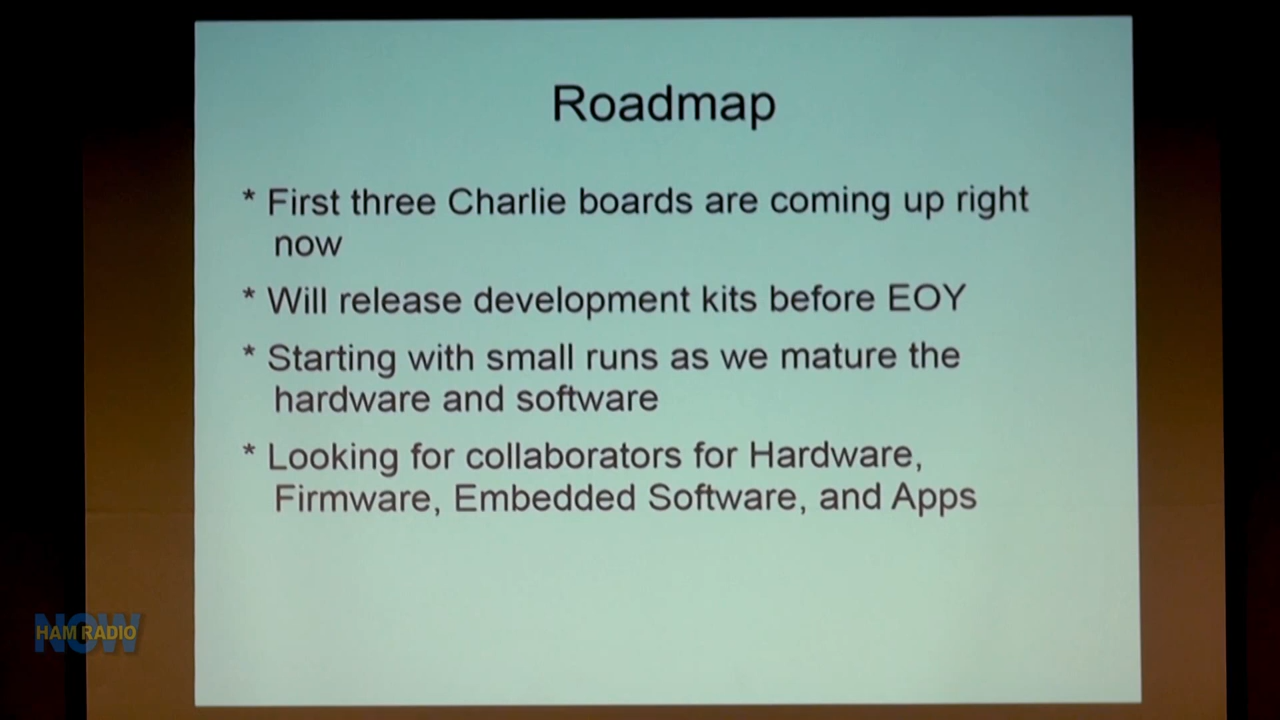 Roadmap
* First three Charlie boards are coming up right
now
* Will release development kits before EOY
* Starting with small runs as we mature the
hardware and software
* Looking for collaborators for Hardware,
Firmware, Embedded Software, and Apps
NOW
HAM RADIO